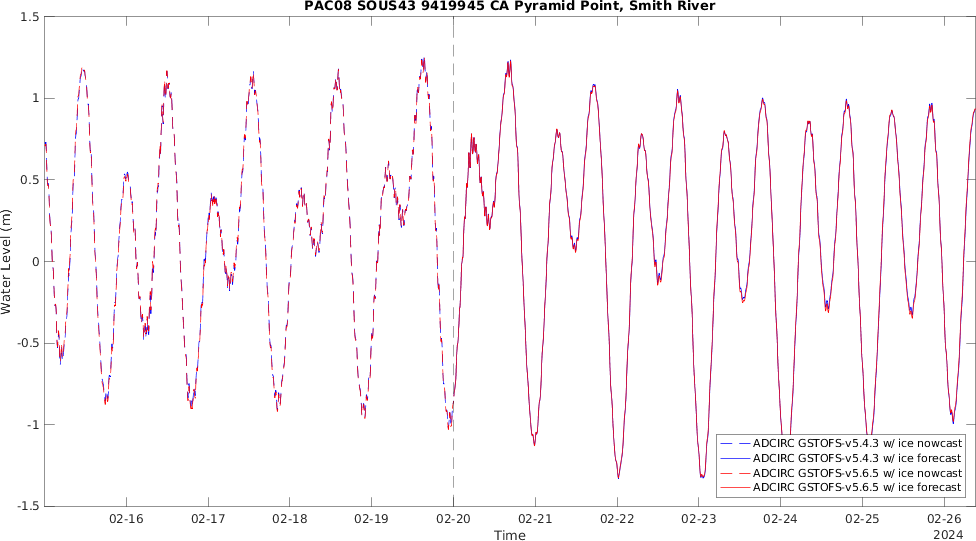 PAC08 SOUS43 9419945 CA Pyramid Point, Smith River
1.5
1
0.5
0
-0.5
-1
-1.5
Water Level (m)
02-16 02-17 02-18 02-19 02-20 02-21 02-22 02-23 02-24 02-25 02-26
Time
2024
ADCIRC GSTOFS-v5.4.3 w/ ice nowcast
ADCIRC GSTOFS-v5.4.3 w/ ice forecast
ADCIRC GSTOFS-v5.6.5 w/ ice nowcast
ADCIRC GSTOFS-v5.6.5 w/ ice forecast